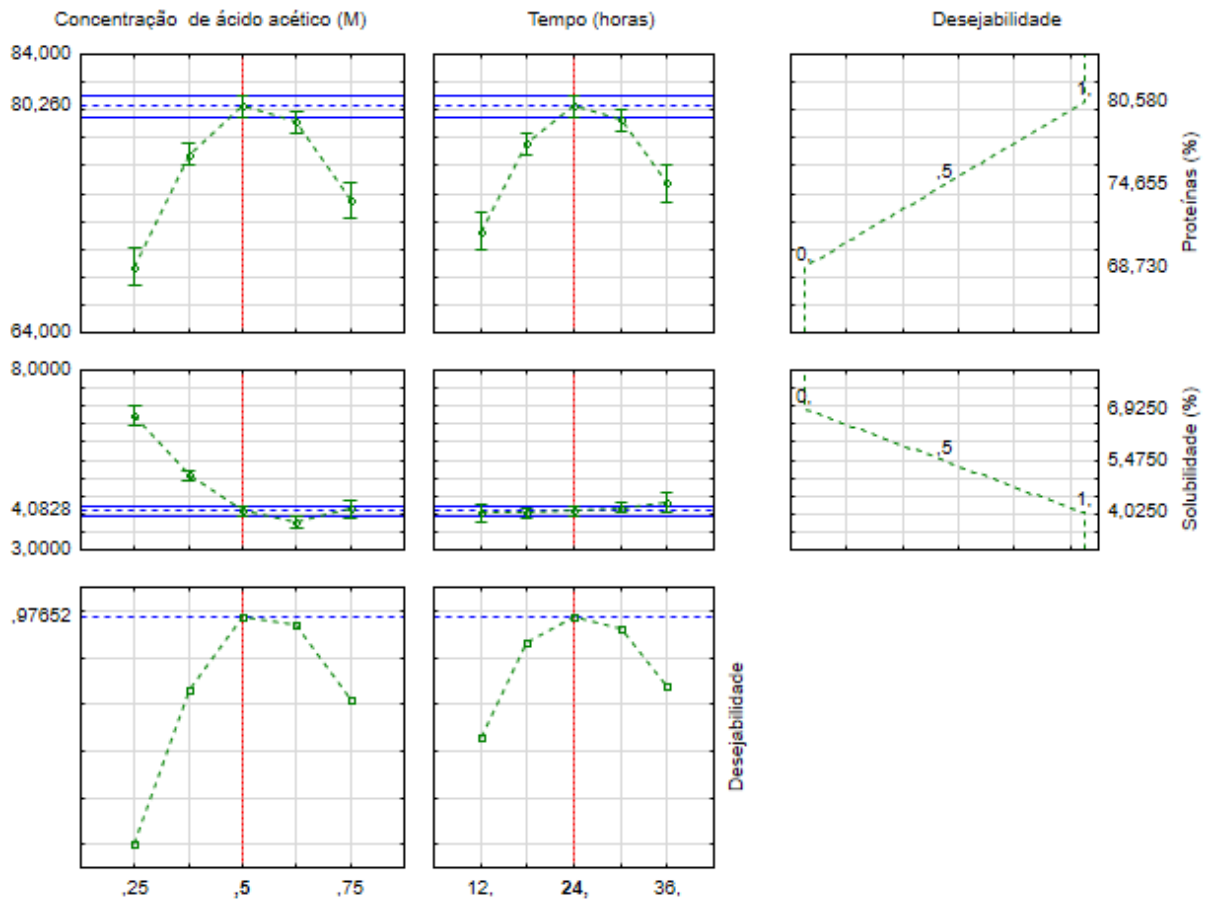 Concentração de ácido acético (M)
Tempo (horas)
Desejabilidade
84,000
80,260
64,000
1,
,5
0,
80,580
74,655
68,730
Proteínas (%)
8,0000
4,0828
3,0000
0,
,5
1,
6,9250
5,4750
4,0250
Solubilidade (%)
,97652
Desejabilidade
,25 ,5 ,75
12, 24, 36,